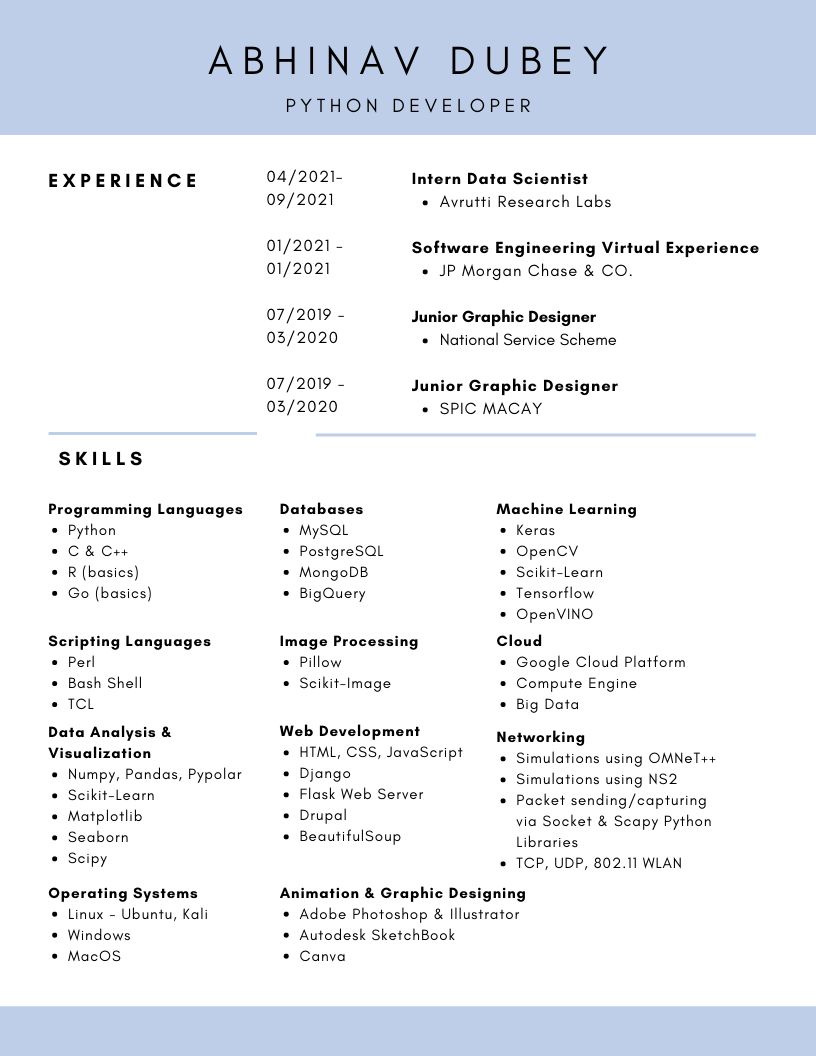 ABHINAV DUBEY
PYTHON DEVELOPER
EXPERIENCE
04/2021-
09/2021
Intern Data Scientist
• Avrutti Research Labs
01/2021 -
01/2021
Software Engineering Virtual Experience
• JP Morgan Chase & CO.
07/2019 -
03/2020
Junior Graphic Designer
• National Service Scheme
07/2019 -
03/2020
Junior Graphic Designer
• SPIC MACAY
SKILLS
Programming Languages
• Python
• C & C++
• R (basics)
• Go (basics)
Databases
• MySQL
• PostgreSQL
• MongoDB
• BigQuery
Machine Learning
• Keras
• OpenCV
• Scikit-Learn
• Tensorflow
• OpenVINO
Scripting Languages
• Perl
• Bash Shell
• TCL
Image Processing
• Pillow
• Scikit-Image
Cloud
• Google Cloud Platform
• Compute Engine
• Big Data
Data Analysis &
Visualization
• Numpy, Pandas, Pypolar
• Scikit-Learn
• Matplotlib
• Seaborn
• Scipy
Web Development
• HTML, CSS, JavaScript
• Django
• Flask Web Server
• Drupal
• BeautifulSoup
Networking
• Simulations using OMNeT++
• Simulations using NS2
• Packet sending/capturing
via Socket & Scapy Python
Libraries
• TCP, UDP, 802.11 WLAN
Operating Systems
• Linux - Ubuntu, Kali
• Windows
• MacOS
Animation & Graphic Designing
• Adobe Photoshop & Illustrator
• Autodesk SketchBook
• Canva